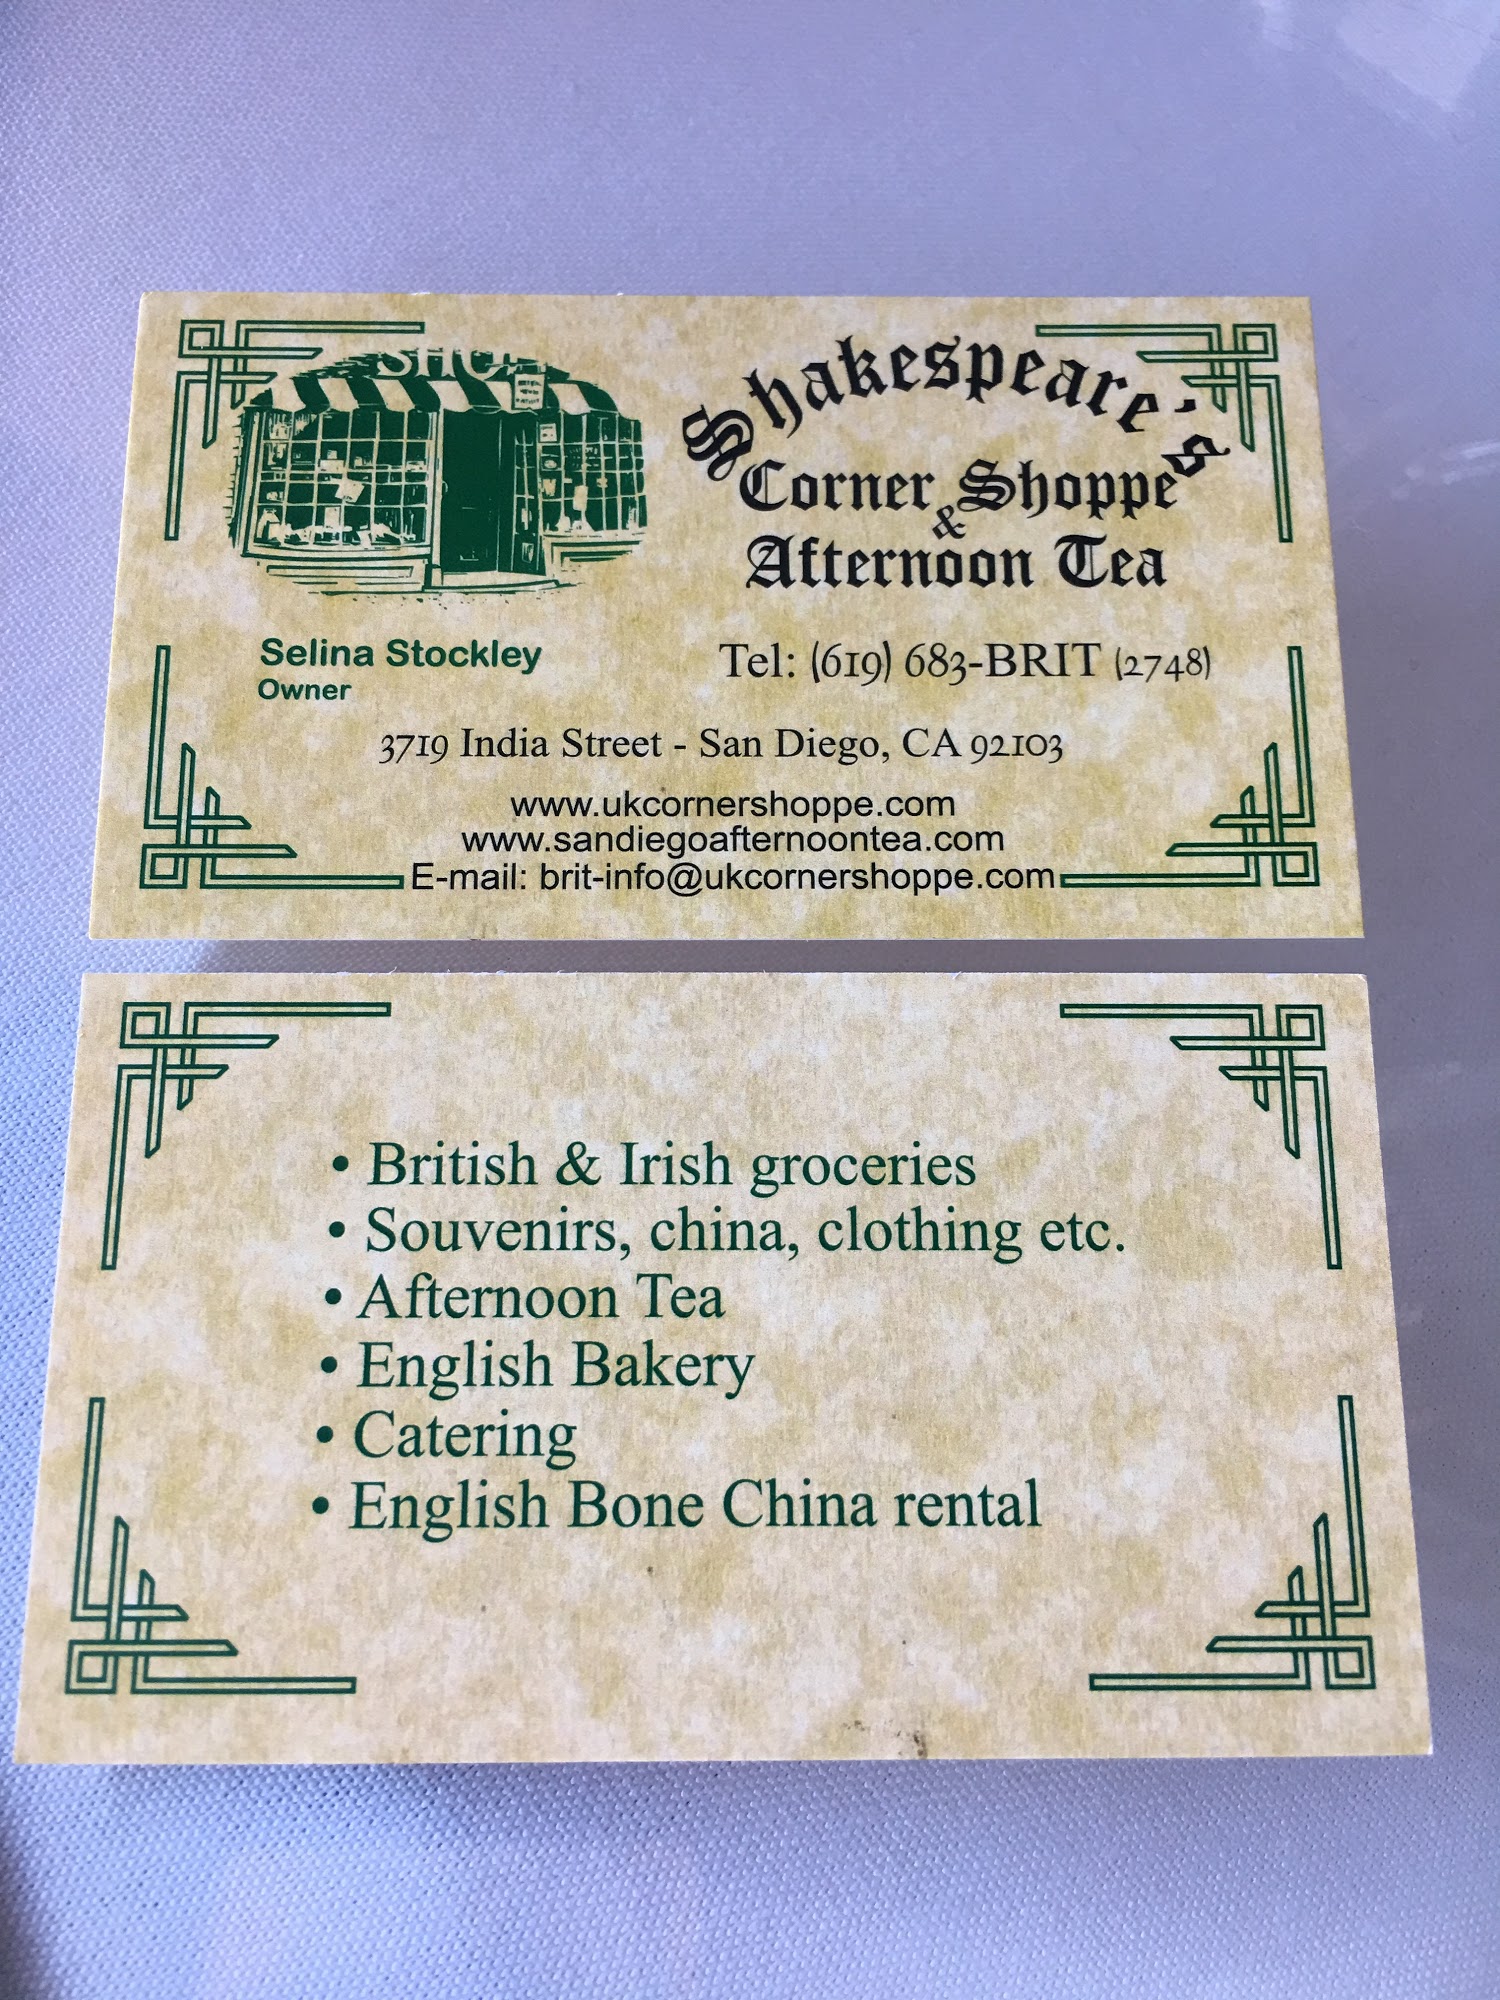 SHOP
Shakespeare's
Corner Shoppe
&
Afternoon Tea
Selina Stockley
Owner
Tel: (619) 683-BRIT (2748)
3719 India Street - San Diego, CA 92103
www.ukcornershoppe.com
www.sandiegoafternoontea.com
E-mail: brit-info@ukcornershoppe.com
• British & Irish groceries
• Souvenirs, china, clothing etc.
• Afternoon Tea
• English Bakery
• Catering
• English Bone China rental